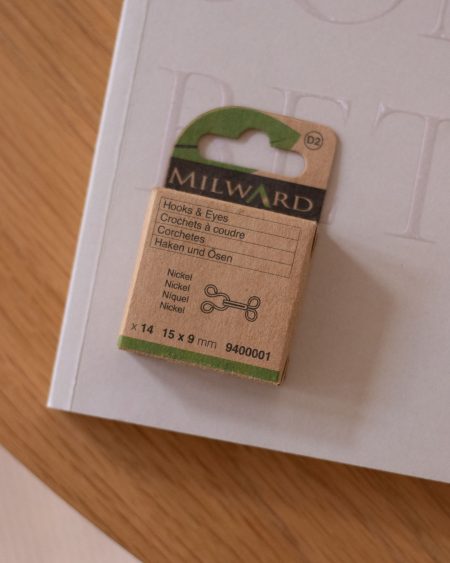 D2
MILWARD
Hooks & Eyes
Crochets à coudre
Corchetes
Haken und Ösen
Nickel
Nickel
Níquel
Nickel
x 14 15 x 9 mm 9400001